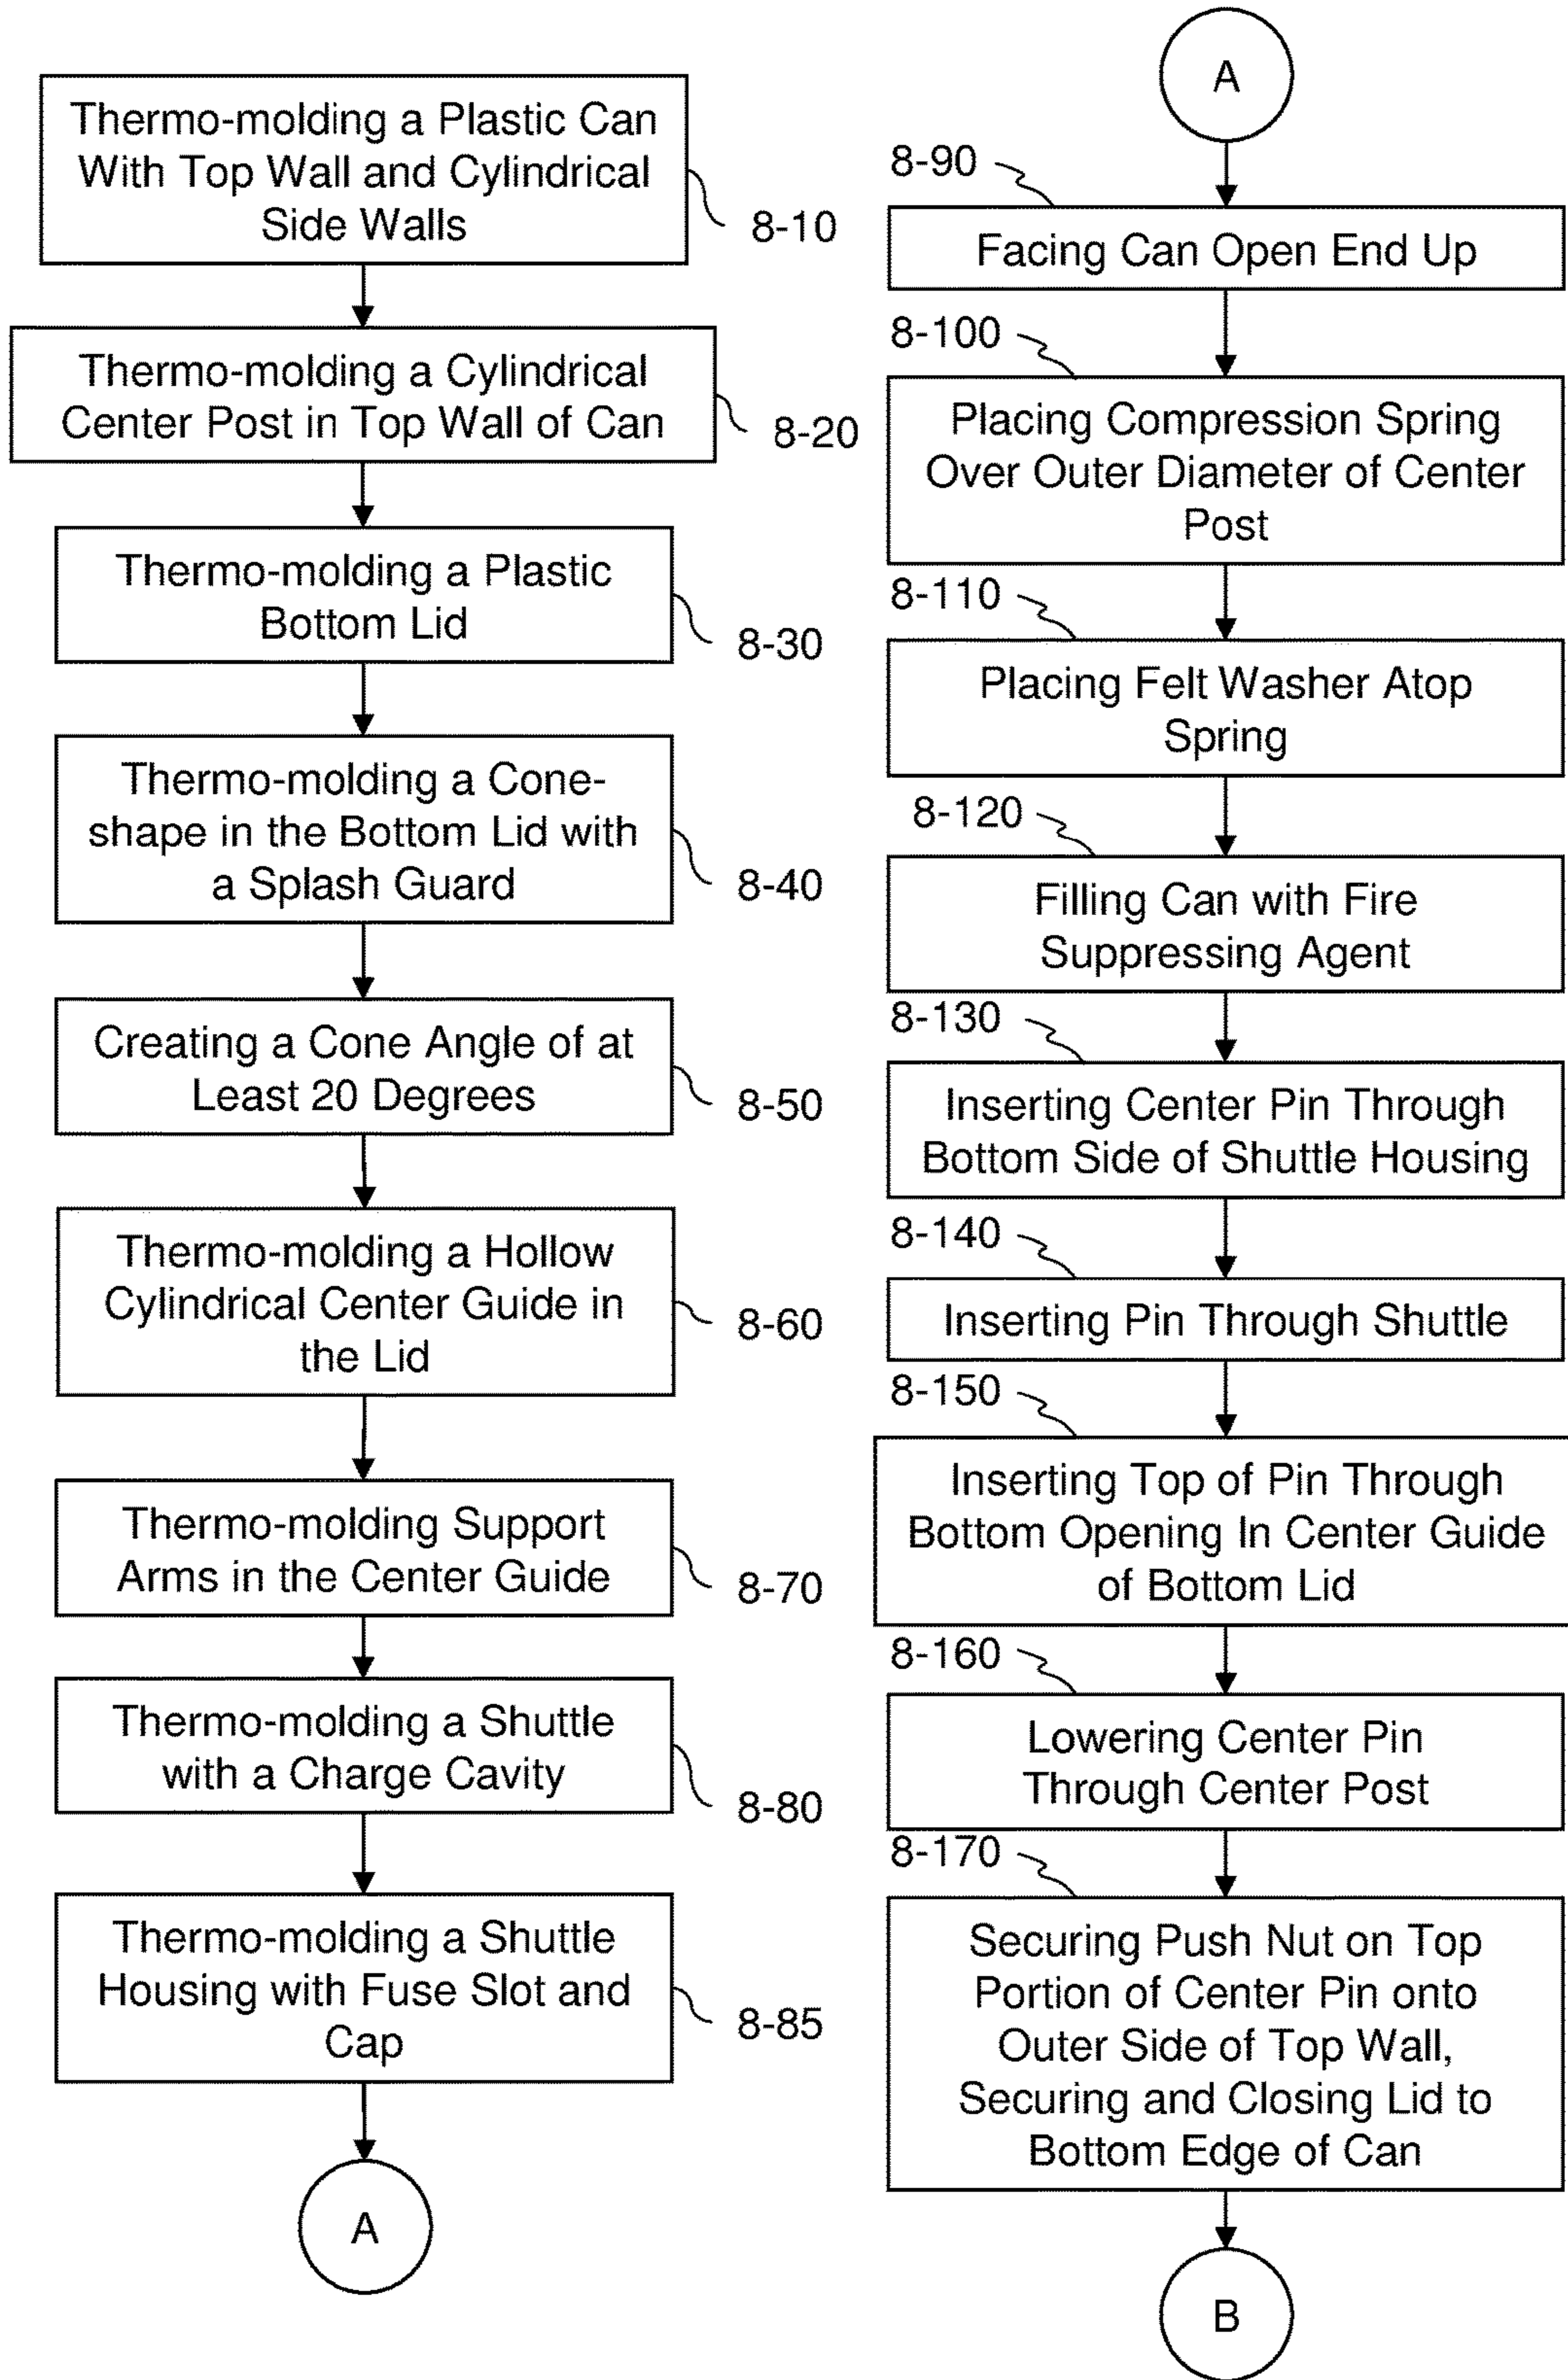 Thermo-molding a Plastic Can
With Top Wall and Cylindrical
Side Walls
8-10
Thermo-molding a Cylindrical
Center Post in Top Wall of Can
8-20
Thermo-molding a Plastic
Bottom Lid
8-30
Thermo-molding a Cone-
shape in the Bottom Lid with
a Splash Guard
8-40
Creating a Cone Angle of at
Least 20 Degrees
8-50
Thermo-molding a Hollow
Cylindrical Center Guide in
the Lid
8-60
Thermo-molding Support
Arms in the Center Guide
8-70
Thermo-molding a Shuttle
with a Charge Cavity
8-80
Thermo-molding a Shuttle
Housing with Fuse Slot and
Cap
8-85
A
A
8-90
Facing Can Open End Up
8-100
Placing Compression Spring
Over Outer Diameter of Center
Post
8-110
Placing Felt Washer Atop
Spring
8-120
Filling Can with Fire
Suppressing Agent
8-130
Inserting Center Pin Through
Bottom Side of Shuttle Housing
8-140
Inserting Pin Through Shuttle
8-150
Inserting Top of Pin Through
Bottom Opening In Center Guide
of Bottom Lid
8-160
Lowering Center Pin
Through Center Post
8-170
Securing Push Nut on Top
Portion of Center Pin onto
Outer Side of Top Wall,
Securing and Closing Lid to
Bottom Edge of Can
B